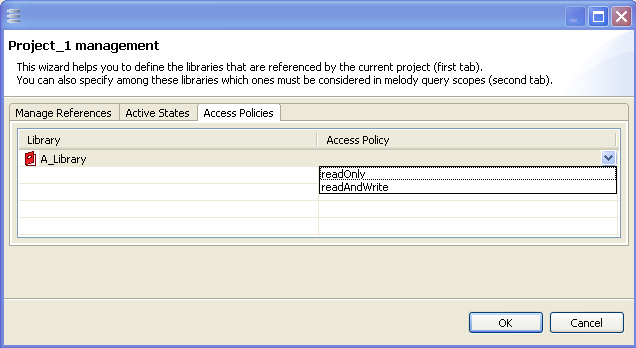 Project_1 management
This wizard helps you to define the libraries that are referenced by the current project (first tab).
You can also specify among these libraries which ones must be considered in melody query scopes (second tab).
Manage References Active States Access Policies
Library Access Policy
A_Library
readOnly
readAndWrite
OK Cancel